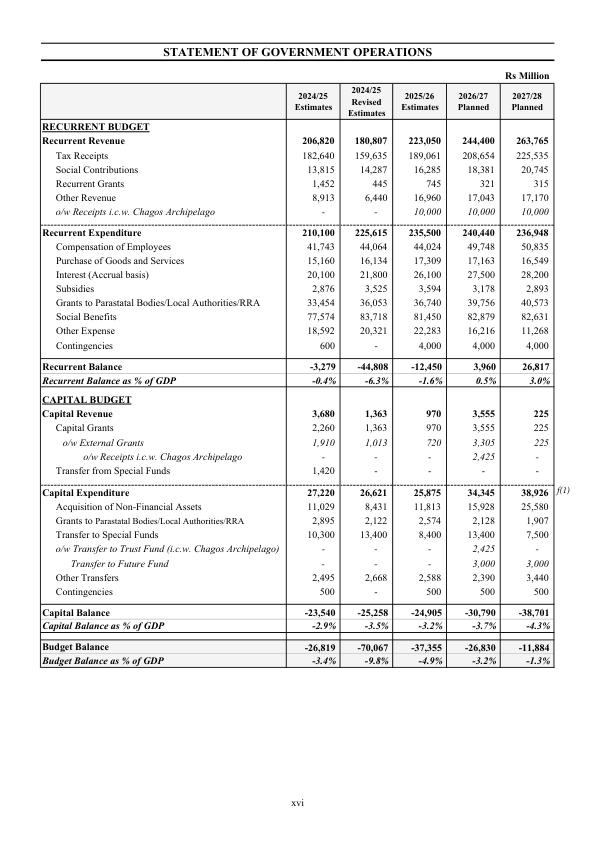 STATEMENT OF GOVERNMENT OPERATIONS
Rs Million
2024/25 Estimates 2024/25 Revised Estimates 2025/26 Estimates 2026/27 Planned 2027/28 Planned
RECURRENT BUDGET
Recurrent Revenue 206,820 180,807 223,050 244,400 263,765
Tax Receipts 182,640 159,635 189,061 208,654 225,535
Social Contributions 13,815 14,287 16,285 18,381 20,745
Recurrent Grants 1,452 445 745 321 315
Other Revenue 8,913 6,440 16,960 17,043 17,170
o/w Receipts i.c.w. Chagos Archipelago - - 10,000 10,000 10,000
Recurrent Expenditure 210,100 225,615 235,500 240,440 236,948
Compensation of Employees 41,743 44,064 44,024 49,748 50,835
Purchase of Goods and Services 15,160 16,134 17,309 17,163 16,549
Interest (Accrual basis) 20,100 21,800 26,100 27,500 28,200
Subsidies 2,876 3,525 3,594 3,178 2,893
Grants to Parastatal Bodies/Local Authorities/RRA 33,454 36,053 36,740 39,756 40,573
Social Benefits 77,574 83,718 81,450 82,879 82,631
Other Expense 18,592 20,321 22,283 16,216 11,268
Contingencies 600 - 4,000 4,000 4,000
Recurrent Balance -3,279 -44,808 -12,450 3,960 26,817
Recurrent Balance as % of GDP -0.4% -6.3% -1.6% 0.5% 3.0%
CAPITAL BUDGET
Capital Revenue 3,680 1,363 970 3,555 225
Capital Grants 2,260 1,363 970 3,555 225
o/w External Grants 1,910 1,013 720 3,305 225
o/w Receipts i.c.w. Chagos Archipelago - - - 2,425 -
Transfer from Special Funds 1,420 - - - -
Capital Expenditure 27,220 26,621 25,875 34,345 38,926 f(1)
Acquisition of Non-Financial Assets 11,029 8,431 11,813 15,928 25,580
Grants to Parastatal Bodies/Local Authorities/RRA 2,895 2,122 2,574 2,128 1,907
Transfer to Special Funds 10,300 13,400 8,400 13,400 7,500
o/w Transfer to Trust Fund (i.c.w. Chagos Archipelago) - - - 2,425 -
Transfer to Future Fund - - - 3,000 3,000
Other Transfers 2,495 2,668 2,588 2,390 3,440
Contingencies 500 - 500 500 500
Capital Balance -23,540 -25,258 -24,905 -30,790 -38,701
Capital Balance as % of GDP -2.9% -3.5% -3.2% -3.7% -4.3%
Budget Balance -26,819 -70,067 -37,355 -26,830 -11,884
Budget Balance as % of GDP -3.4% -9.8% -4.9% -3.2% -1.3%
xvi